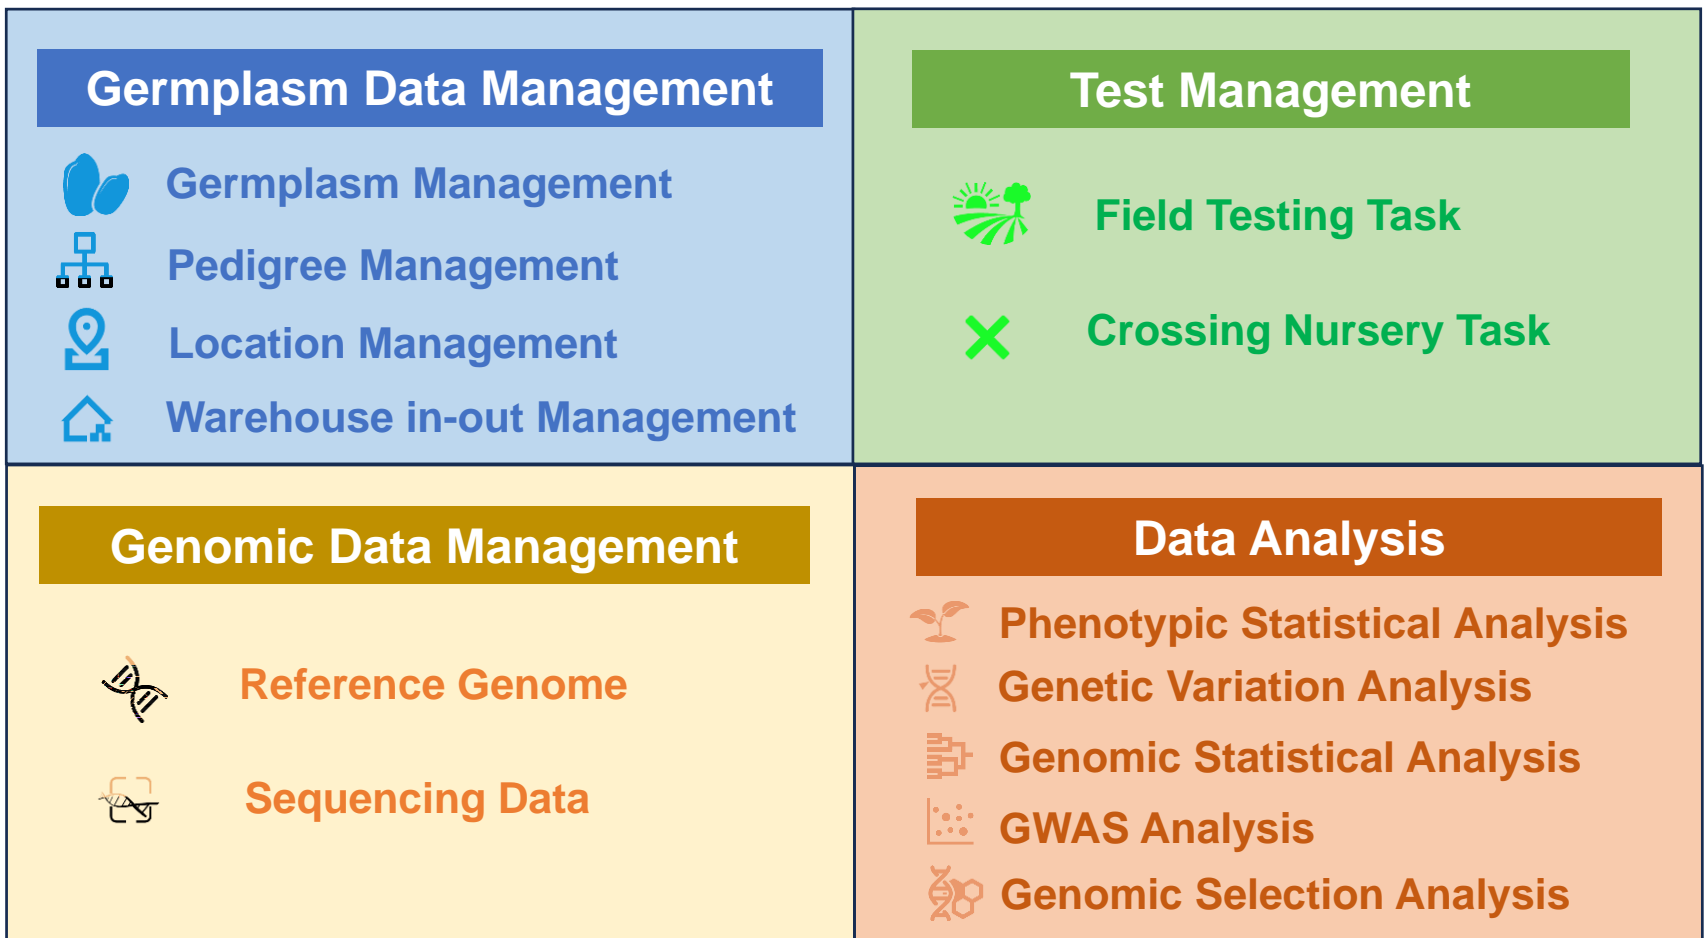 Germplasm Data Management
Germplasm Management
Pedigree Management
Location Management
Warehouse in-out Management
Test Management
Field Testing Task
Crossing Nursery Task
Genomic Data Management
Reference Genome
Sequencing Data
Data Analysis
Phenotypic Statistical Analysis
Genetic Variation Analysis
Genomic Statistical Analysis
GWAS Analysis
Genomic Selection Analysis